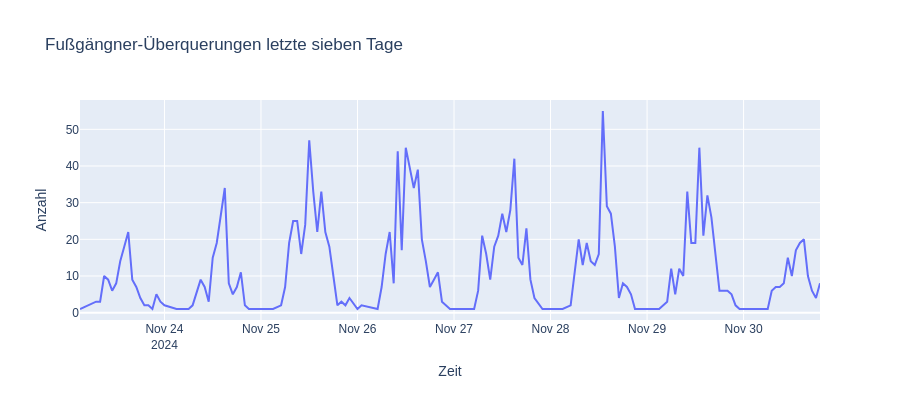 Fußgängner-Überquerungen letzte sieben Tage
Anzahl
50
40
30
20
10
0
Nov 24 Nov 25 Nov 26 Nov 27 Nov 28 Nov 29 Nov 30
2024
Zeit